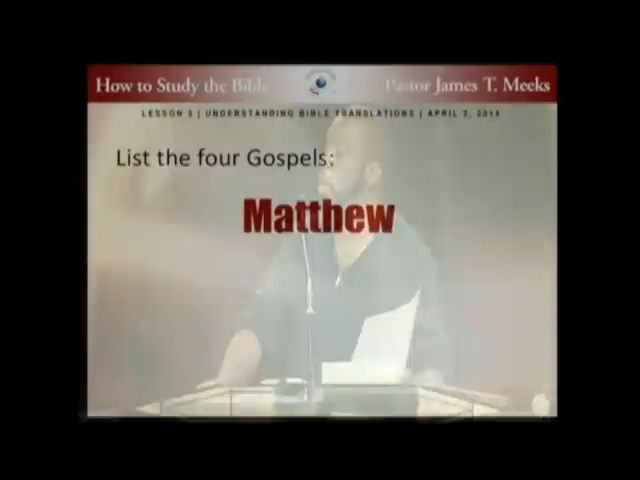 How to Study the Bible
Pastor James T. Meeks
LESSON 3 | UNDERSTANDING BIBLE TRANSLATIONS | APRIL 2, 2014
List the four Gospels:
Matthew